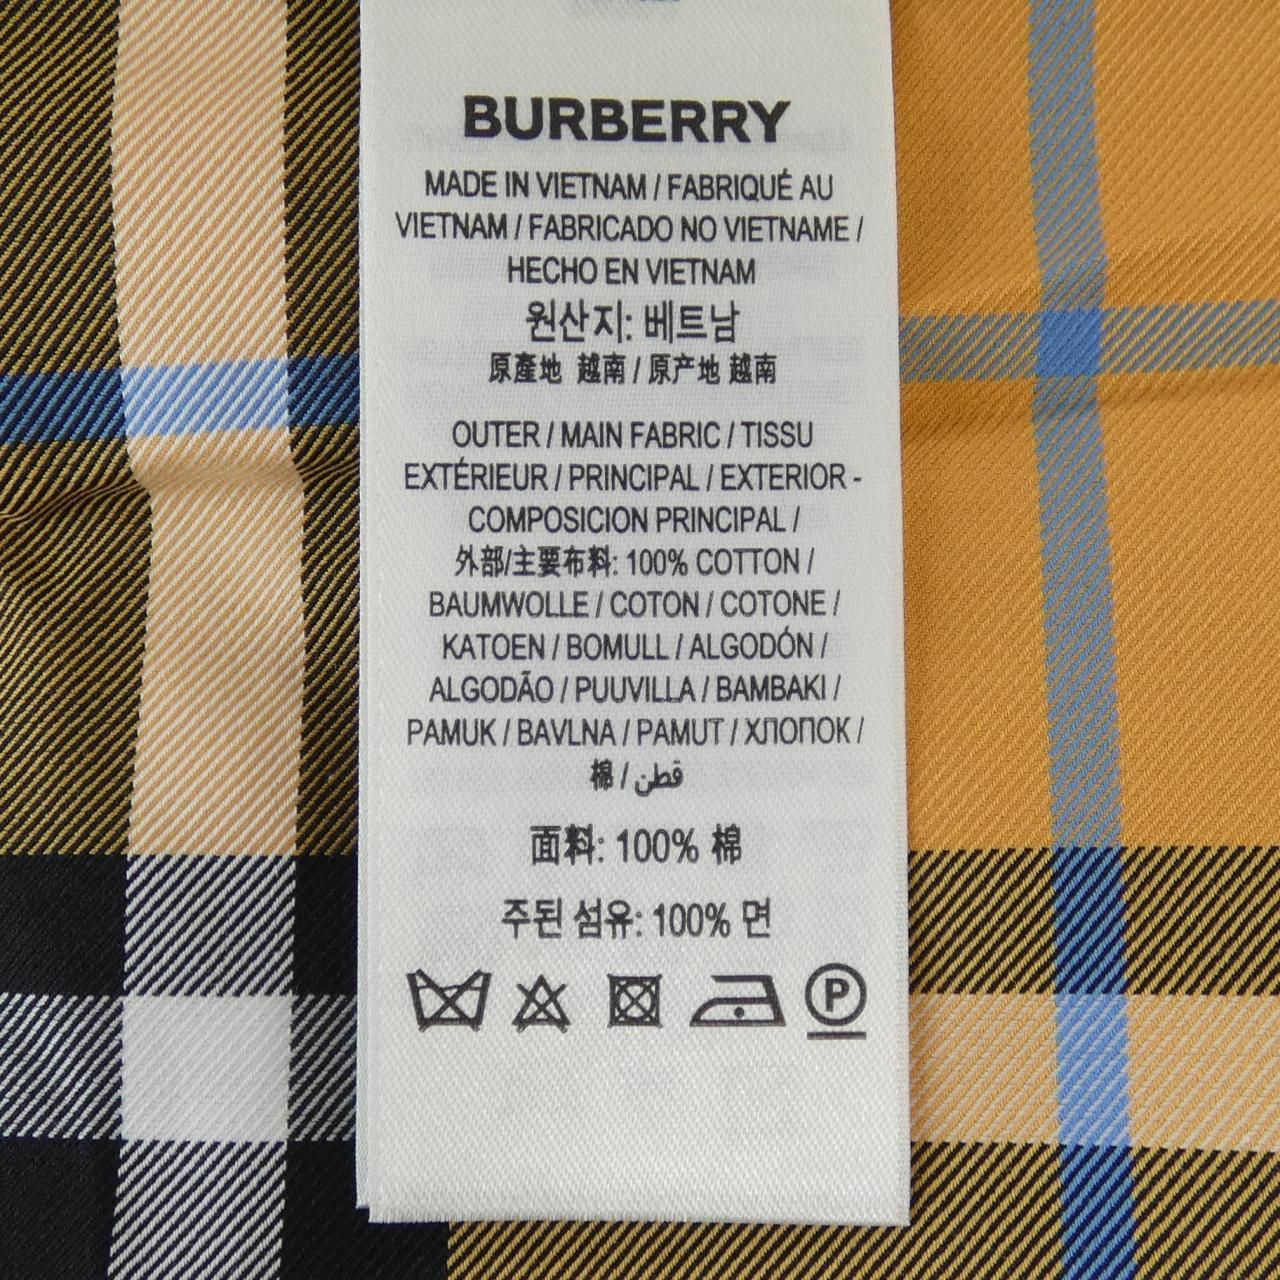 BURBERRY
MADE IN VIETNAM / FABRIQUÉ AU
VIETNAM / FABRICADO NO VIETNAME /
HECHO EN VIETNAM
원산지: 베트남
原產地 越南 / 原产地 越南
OUTER / MAIN FABRIC / TISSU
EXTÉRIEUR / PRINCIPAL / EXTERIOR -
COMPOSICION PRINCIPAL /
外部/主要布料: 100% COTTON /
BAUMWOLLE / COTON / COTONE /
KATOEN / BOMULL / ALGODÓN /
ALGODÃO / PUUVILLA / BAMBAKI /
PAMUK / BAVLNA / PAMUT / ХЛОПОК /
棉 / قطن
面料: 100% 棉
주된 섬유: 100% 면
P